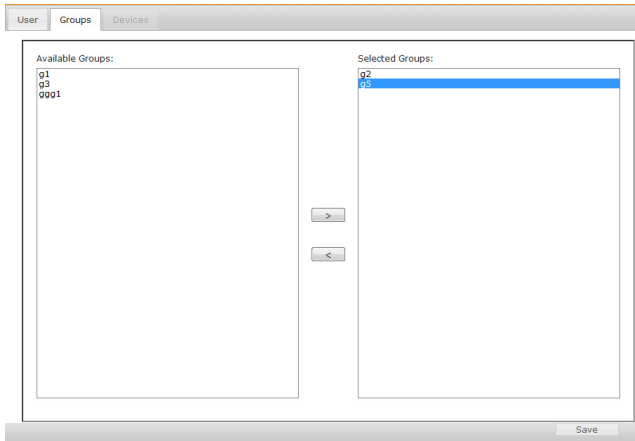 User Groups Devices
Available Groups: Selected Groups:
g1 g2
g3 g5
ggg1
>
<
Save